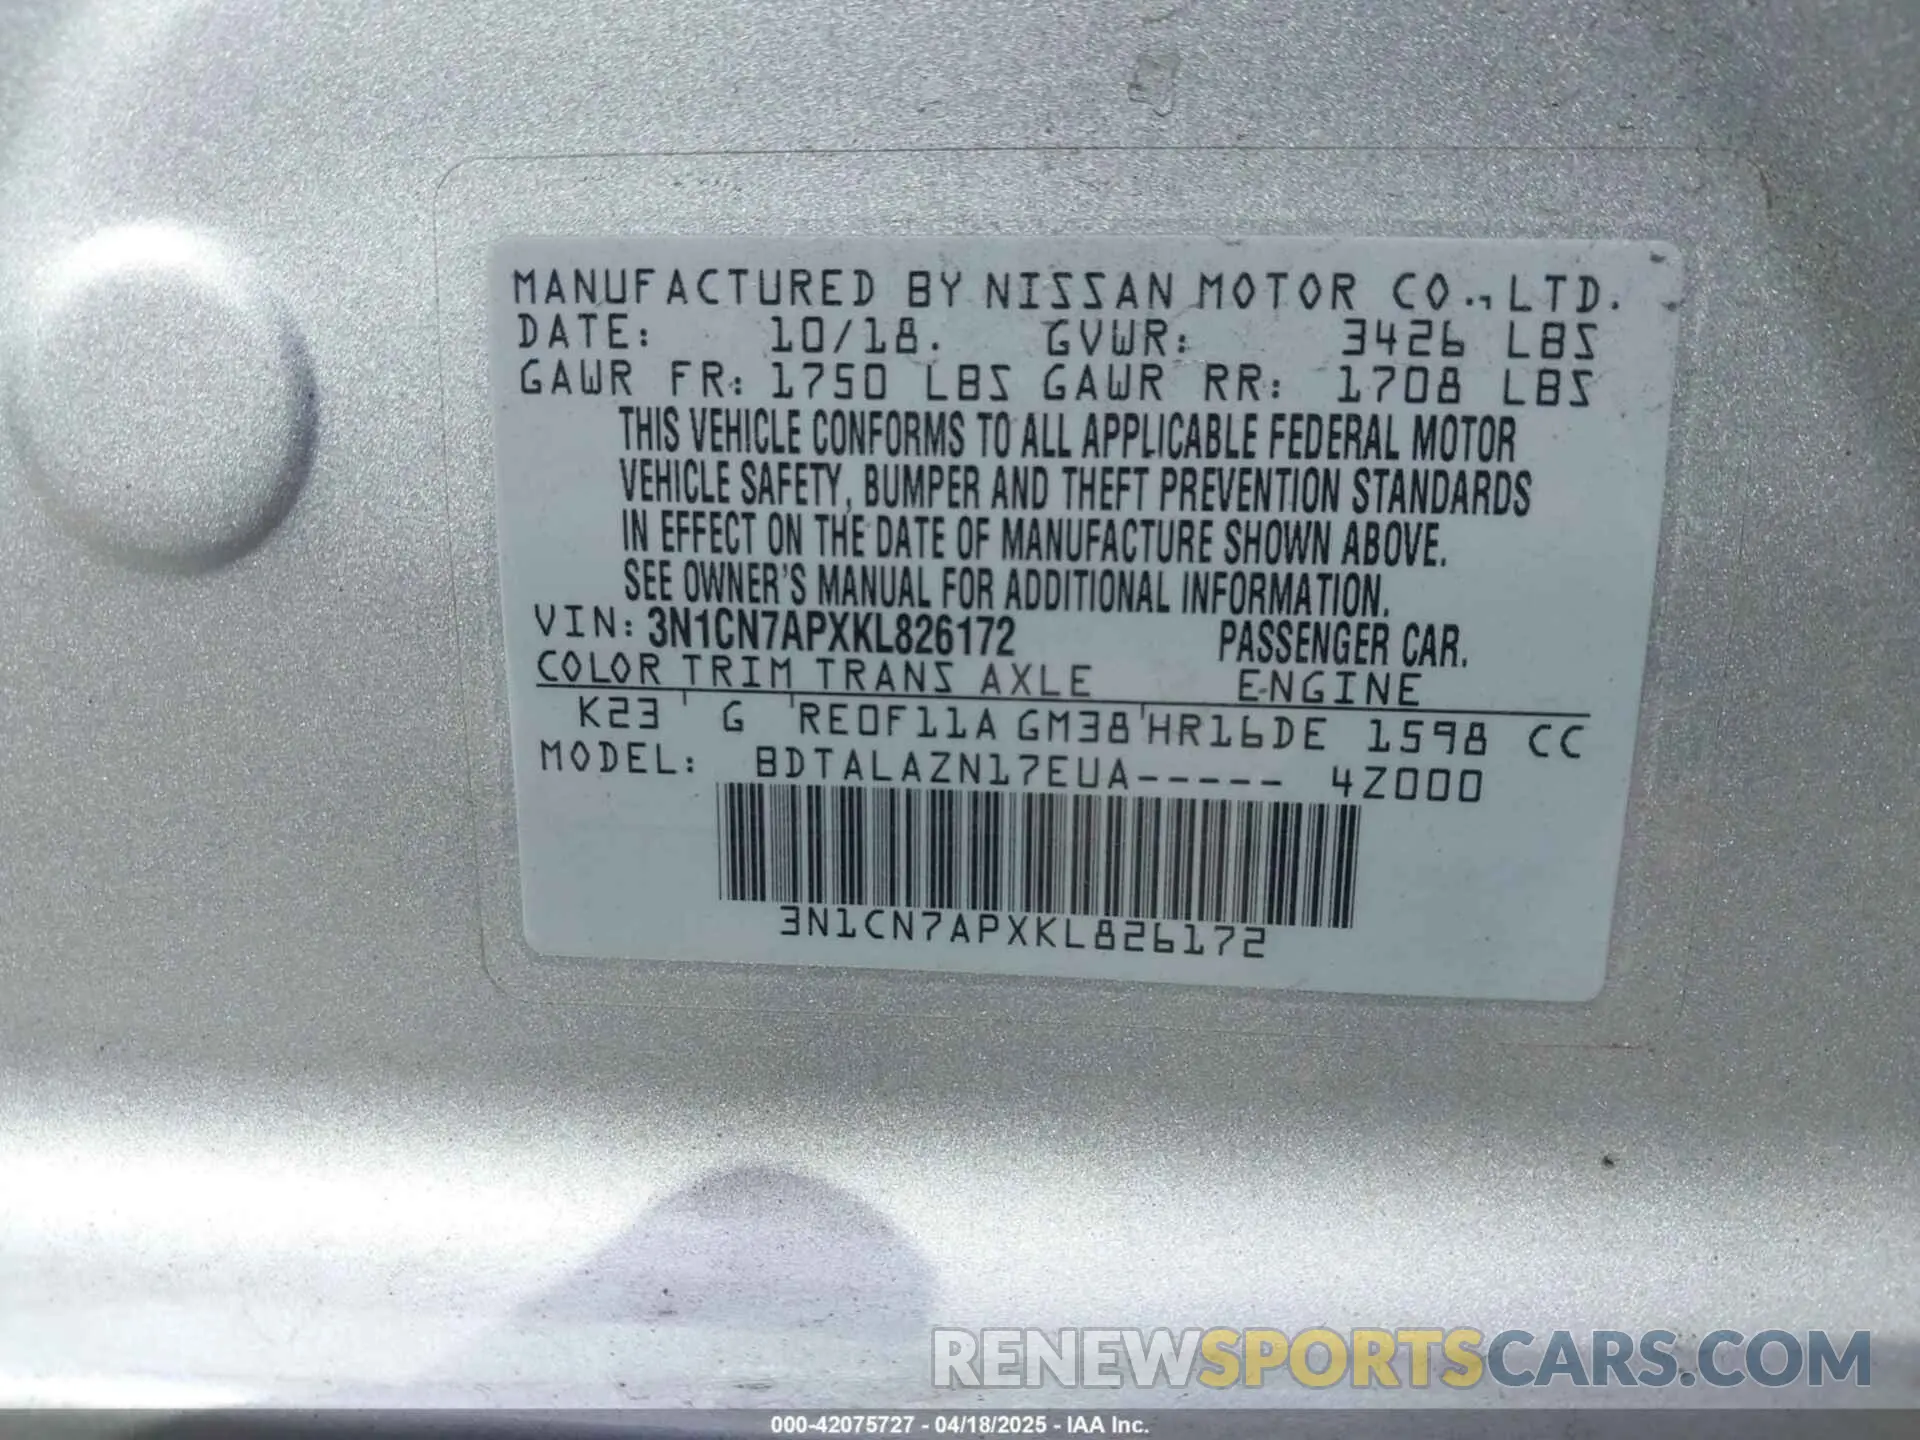 MANUFACTURED BY NISSAN MOTOR CO., LTD.
DATE: 10/18. GVWR: 3426 LBS
GAWR FR: 1750 LBS GAWR RR: 1708 LBS
THIS VEHICLE CONFORMS TO ALL APPLICABLE FEDERAL MOTOR
VEHICLE SAFETY, BUMPER AND THEFT PREVENTION STANDARDS
IN EFFECT ON THE DATE OF MANUFACTURE SHOWN ABOVE.
SEE OWNER'S MANUAL FOR ADDITIONAL INFORMATION.
VIN: 3N1CN7APXKL826172 PASSENGER CAR.
COLOR TRIM TRANS AXLE ENGINE
K23 G RE0F11A GM38 HR16DE 1598 CC
MODEL: BDTALAZN17EUA----- 4Z000
3N1CN7APXKL826172
RENEWSPORTSCARS.COM
000-42075727 - 04/18/2025 - IAA Inc.